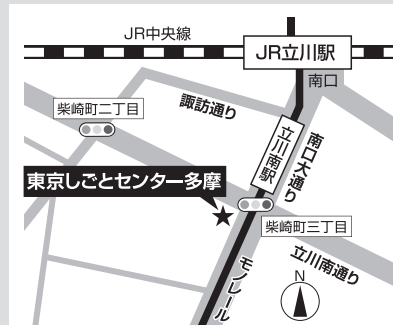 JR中央線
JR立川駅
南口
柴崎町二丁目
諏訪通り
立川南駅
南口大通り
東京しごとセンター多摩
柴崎町三丁目
立川南通り
モノレール
N